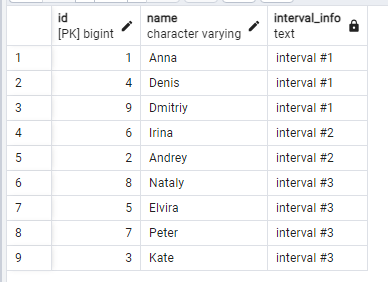 id name interval_info
[PK] bigint character varying text
1 1 Anna interval #1
2 4 Denis interval #1
3 9 Dmitriy interval #1
4 6 Irina interval #2
5 2 Andrey interval #2
6 8 Nataly interval #3
7 5 Elvira interval #3
8 7 Peter interval #3
9 3 Kate interval #3